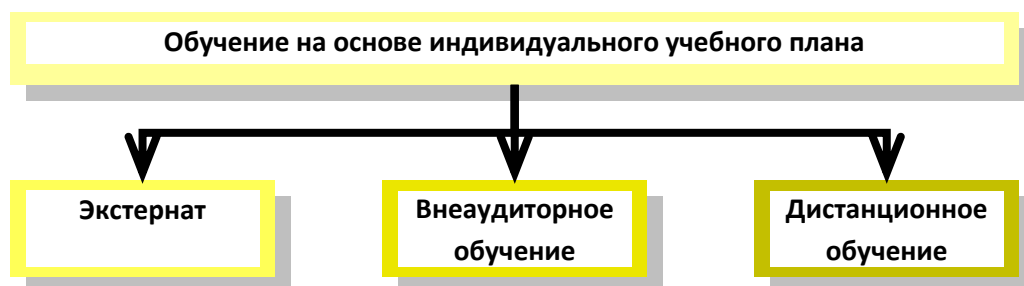 Обучение на основе индивидуального учебного плана
Экстернат
Внеаудиторное
обучение
Дистанционное
обучение